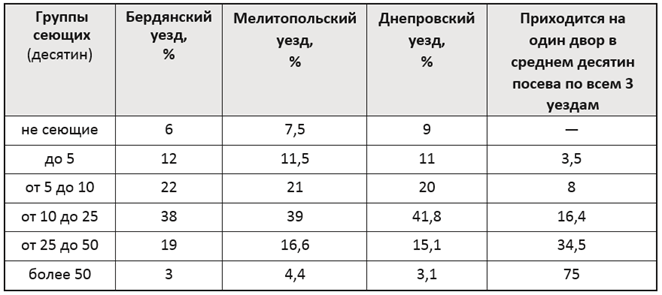 Группы сеющих (десятин) | Бердянский уезд, % | Мелитопольский уезд, % | Днепровский уезд, % | Приходится на один двор в среднем десятин посева по всем 3 уездам
не сеющие | 6 | 7,5 | 9 | —
до 5 | 12 | 11,5 | 11 | 3,5
от 5 до 10 | 22 | 21 | 20 | 8
от 10 до 25 | 38 | 39 | 41,8 | 16,4
от 25 до 50 | 19 | 16,6 | 15,1 | 34,5
более 50 | 3 | 4,4 | 3,1 | 75